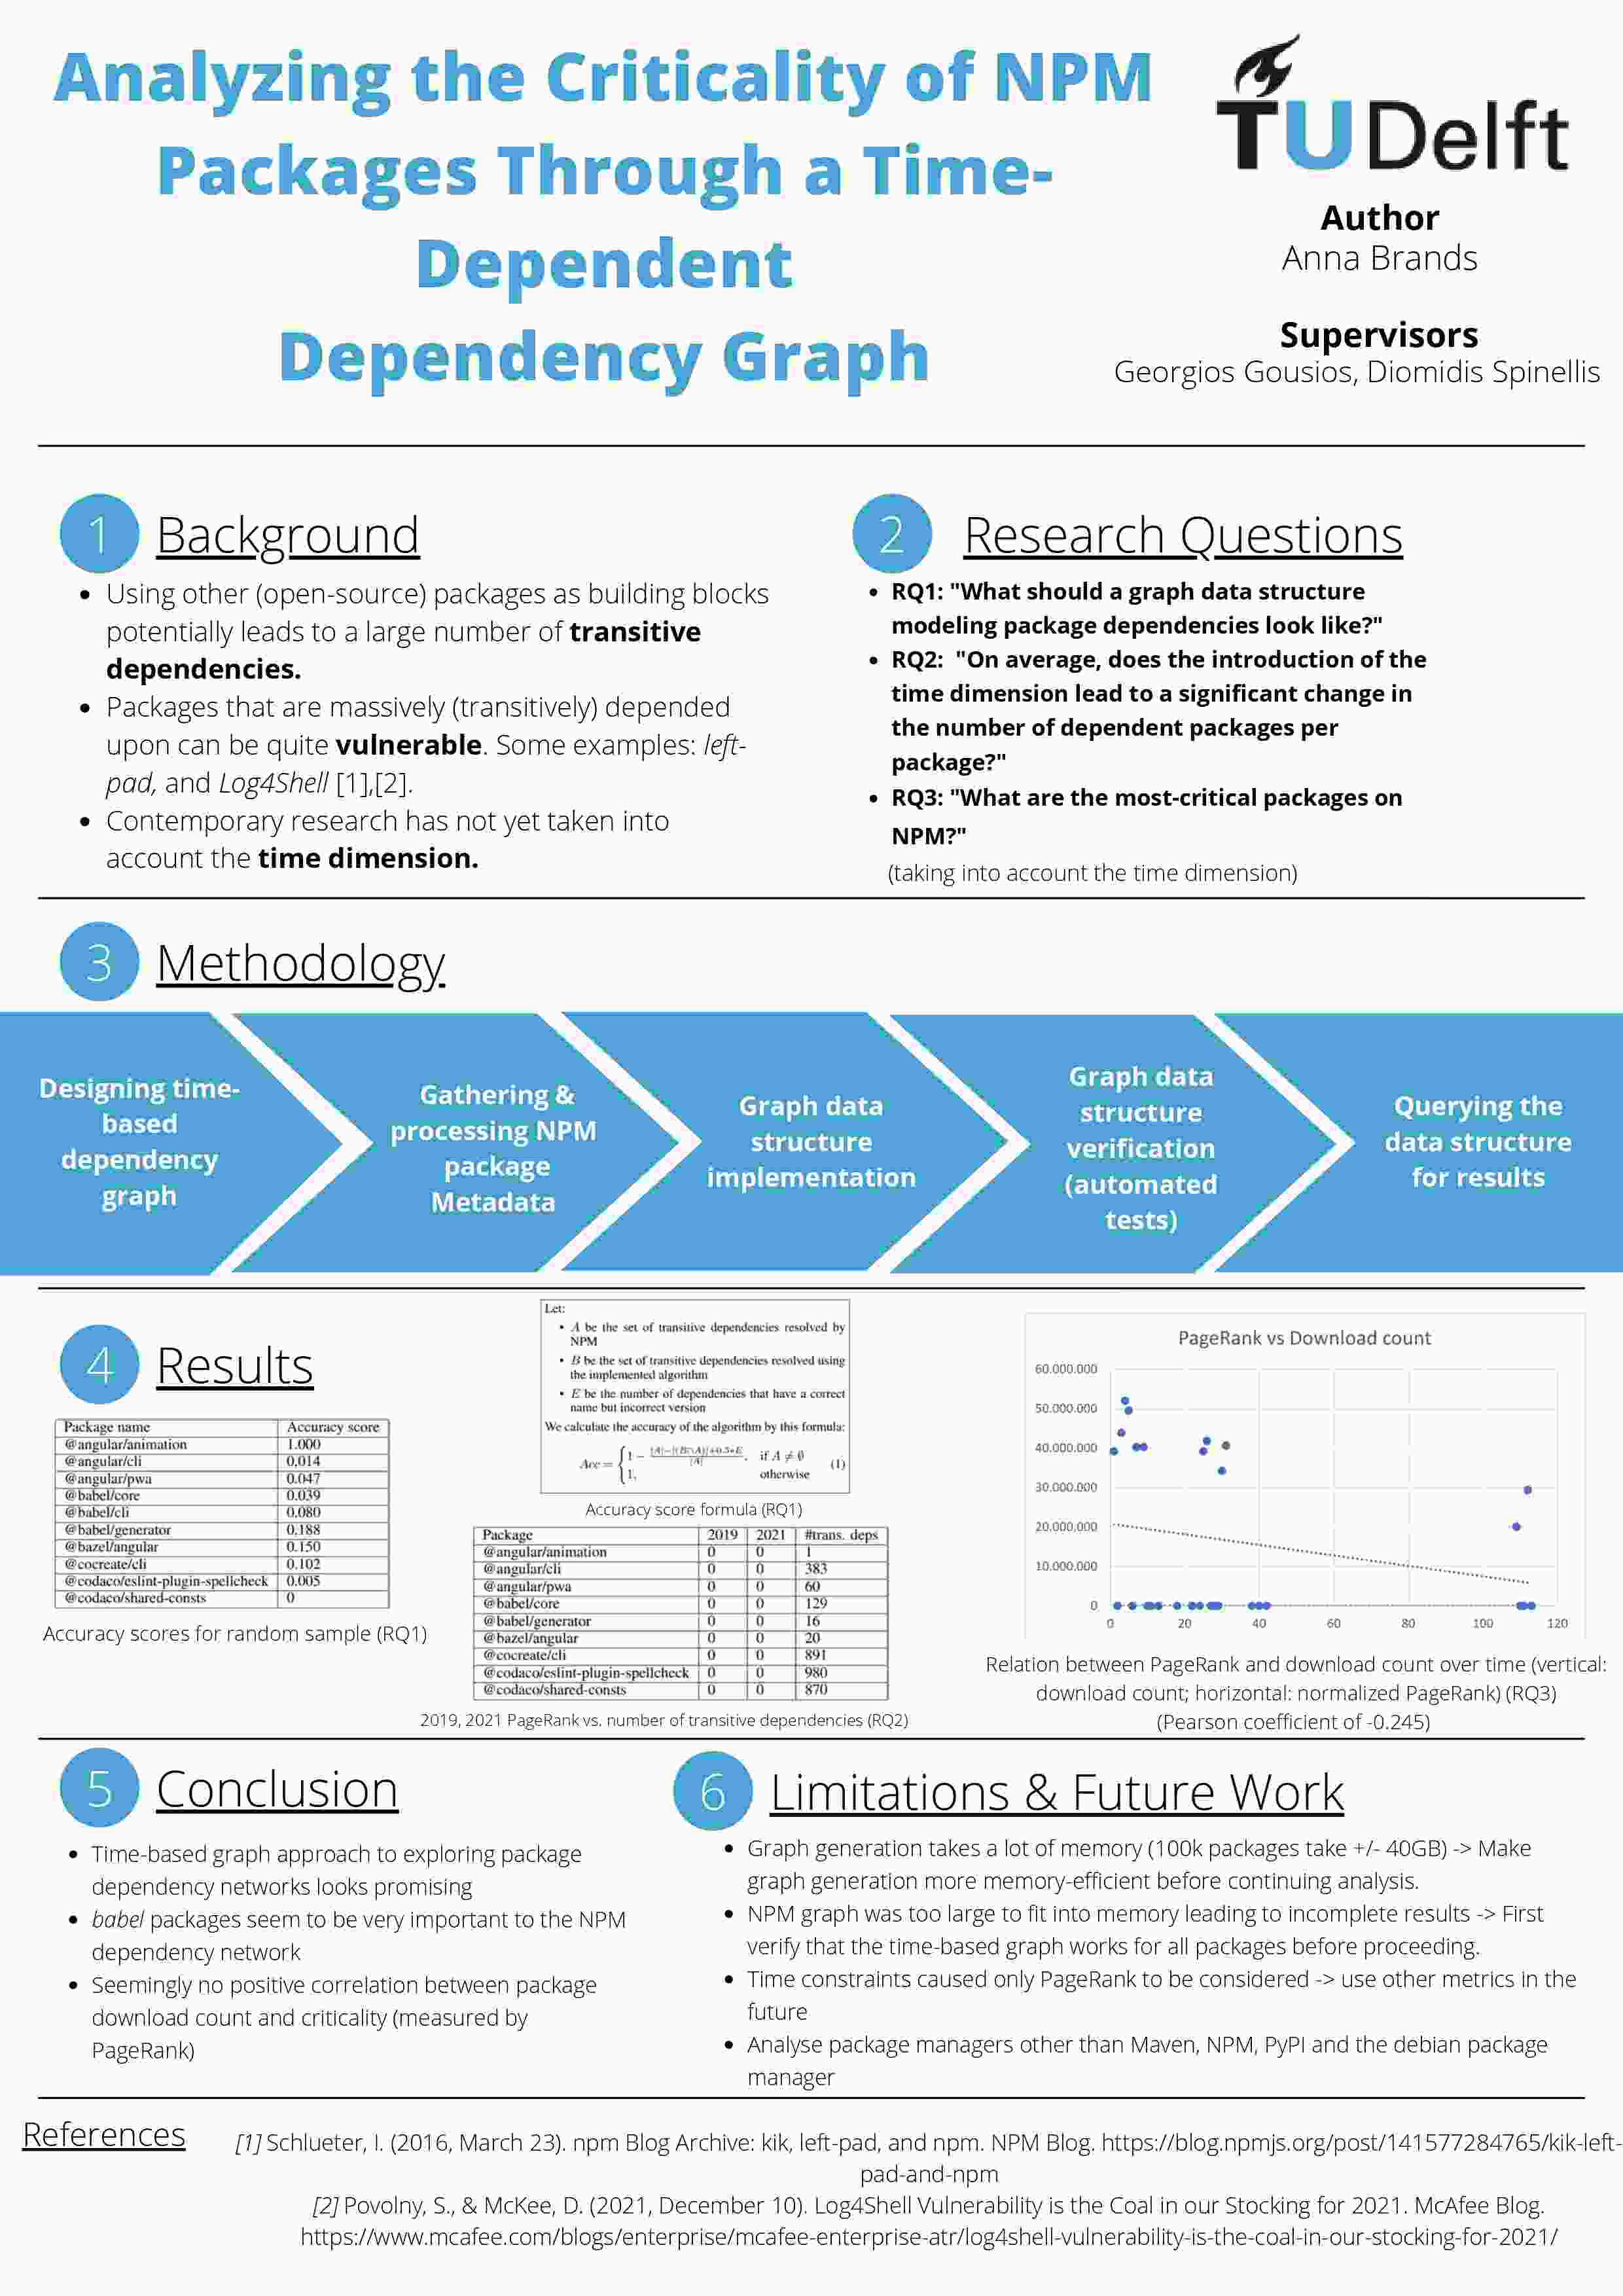 Analyzing the Criticality of NPM
Packages Through a Time-
Dependent
Dependency Graph
TUDelft
Author
Anna Brands
Supervisors
Georgios Gousios, Diomidis Spinellis
1 Background
• Using other (open-source) packages as building blocks
potentially leads to a large number of transitive
dependencies.
• Packages that are massively (transitively) depended
upon can be quite vulnerable. Some examples: left-
pad, and Log4Shell [1],[2].
• Contemporary research has not yet taken into
account the time dimension.
2 Research Questions
• RQ1: "What should a graph data structure
modeling package dependencies look like?"
• RQ2: "On average, does the introduction of the
time dimension lead to a significant change in
the number of dependent packages per
package?"
• RQ3: "What are the most-critical packages on
NPM?"
(taking into account the time dimension)
3 Methodology
Designing time-
based
dependency
graph
Gathering &
processing NPM
package
Metadata
Graph data
structure
implementation
Graph data
structure
verification
(automated
tests)
Querying the
data structure
for results
4 Results
Package name Accuracy score
@angular/animation 1.000
@angular/cli 0.014
@angular/pwa 0.047
@babel/core 0.039
@babel/cli 0.080
@babel/generator 0.188
@bazel/angular 0.150
@cocreate/cli 0.102
@codaco/eslint-plugin-spellcheck 0.005
@codaco/shared-consts 0
Accuracy scores for random sample (RQ1)
Let:
• A be the set of transitive dependencies resolved by
NPM
• B be the set of transitive dependencies resolved using
the implemented algorithm
• E be the number of dependencies that have a correct
name but incorrect version
We calculate the accuracy of the algorithm by this formula:
Acc = { 1 − |A|−|(B∩A)|+0.5*E / |A|, if A ≠ ∅
1, otherwise (1)
Accuracy score formula (RQ1)
Package 2019 2021 #trans. deps
@angular/animation 0 0 1
@angular/cli 0 0 383
@angular/pwa 0 0 60
@babel/core 0 0 129
@babel/generator 0 0 16
@bazel/angular 0 0 20
@cocreate/cli 0 0 891
@codaco/eslint-plugin-spellcheck 0 0 980
@codaco/shared-consts 0 0 870
2019, 2021 PageRank vs. number of transitive dependencies (RQ2)
PageRank vs Download count
60.000.000
50.000.000
40.000.000
30.000.000
20.000.000
10.000.000
0
0 20 40 60 80 100 120
Relation between PageRank and download count over time (vertical:
download count; horizontal: normalized PageRank) (RQ3)
(Pearson coefficient of -0.245)
5 Conclusion
• Time-based graph approach to exploring package
dependency networks looks promising
• babel packages seem to be very important to the NPM
dependency network
• Seemingly no positive correlation between package
download count and criticality (measured by
PageRank)
6 Limitations & Future Work
• Graph generation takes a lot of memory (100k packages take +/- 40GB) -> Make
graph generation more memory-efficient before continuing analysis.
• NPM graph was too large to fit into memory leading to incomplete results -> First
verify that the time-based graph works for all packages before proceeding.
• Time constraints caused only PageRank to be considered -> use other metrics in the
future
• Analyse package managers other than Maven, NPM, PyPI and the debian package
manager
References
[1] Schlueter, I. (2016, March 23). npm Blog Archive: kik, left-pad, and npm. NPM Blog. https://blog.npmjs.org/post/141577284765/kik-left-
pad-and-npm
[2] Povolny, S., & McKee, D. (2021, December 10). Log4Shell Vulnerability is the Coal in our Stocking for 2021. McAfee Blog.
https://www.mcafee.com/blogs/enterprise/mcafee-enterprise-atr/log4shell-vulnerability-is-the-coal-in-our-stocking-for-2021/